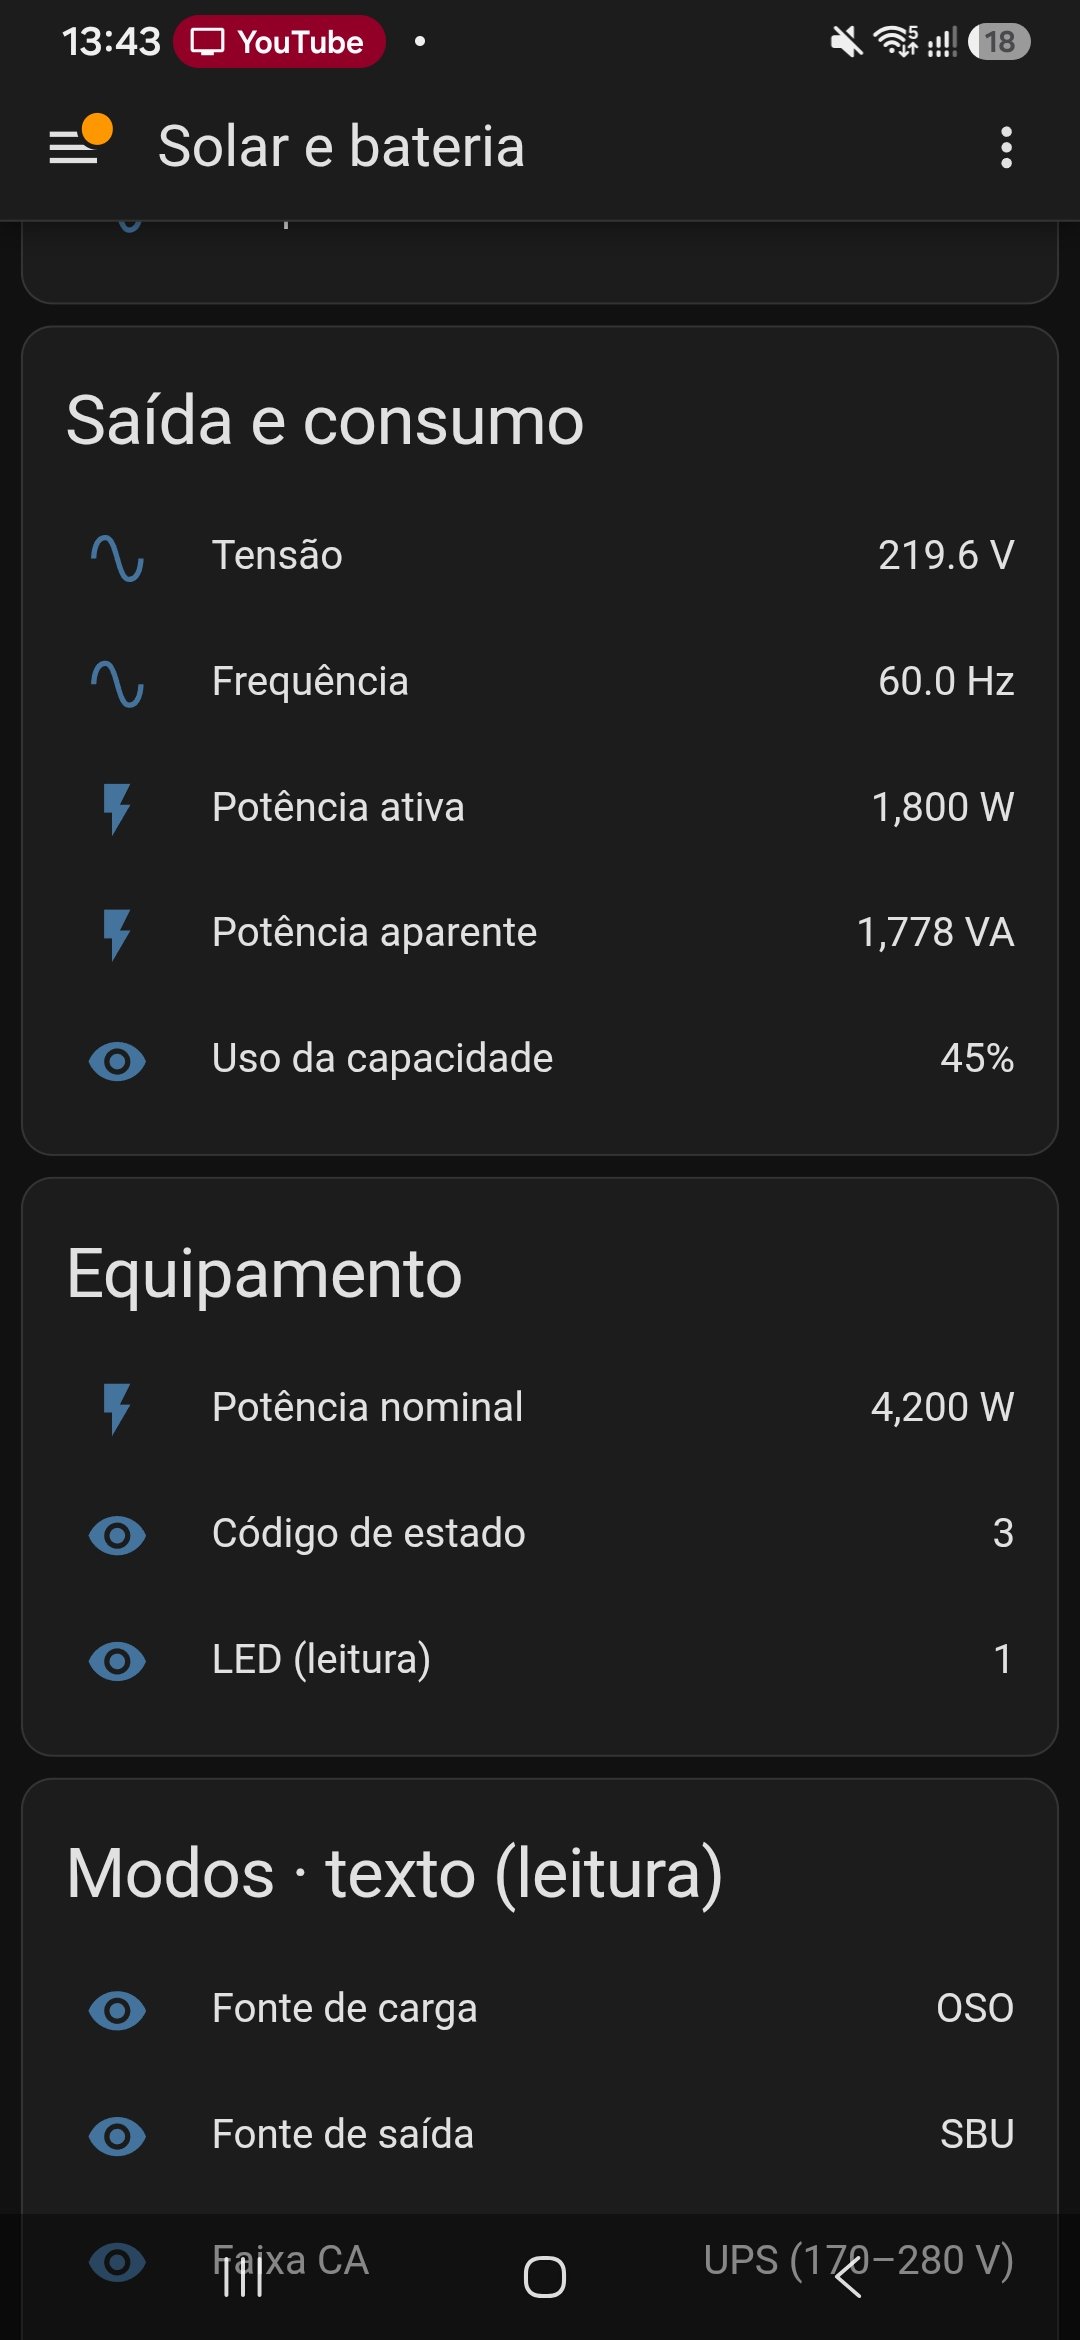 13:43 YouTube 5 18
Solar e bateria
Saída e consumo
Tensão 219.6 V
Frequência 60.0 Hz
Potência ativa 1,800 W
Potência aparente 1,778 VA
Uso da capacidade 45%
Equipamento
Potência nominal 4,200 W
Código de estado 3
LED (leitura) 1
Modos · texto (leitura)
Fonte de carga OSO
Fonte de saída SBU
Faixa CA UPS (170–280 V)